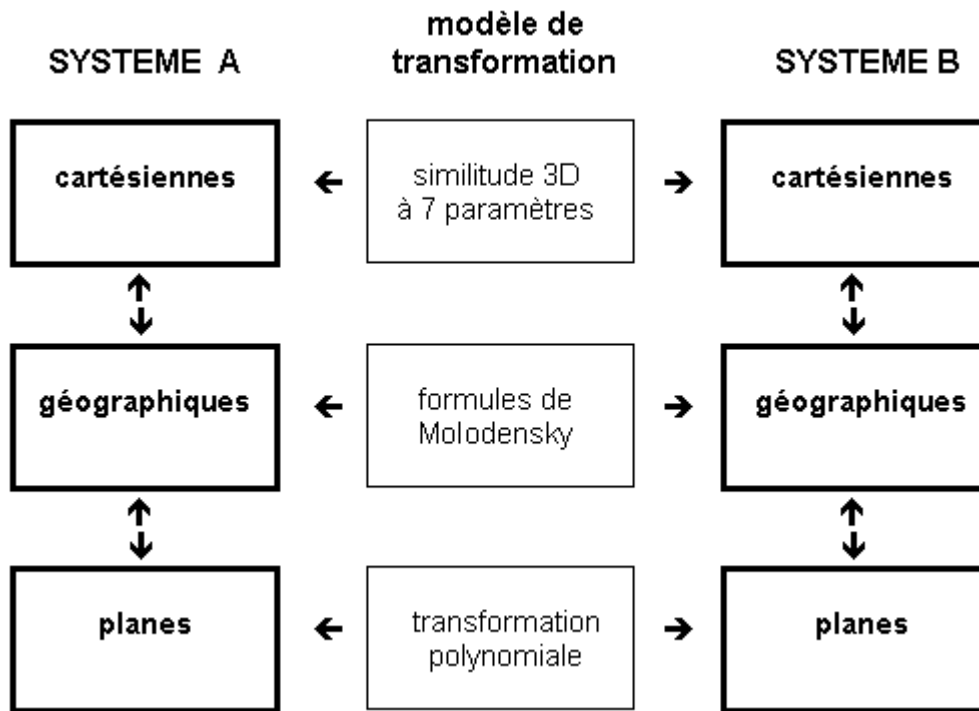 modèle de
transformation
SYSTEME A
SYSTEME B
cartésiennes
similitude 3D
à 7 paramètres
cartésiennes
géographiques
formules de
Molodensky
géographiques
planes
transformation
polynomiale
planes